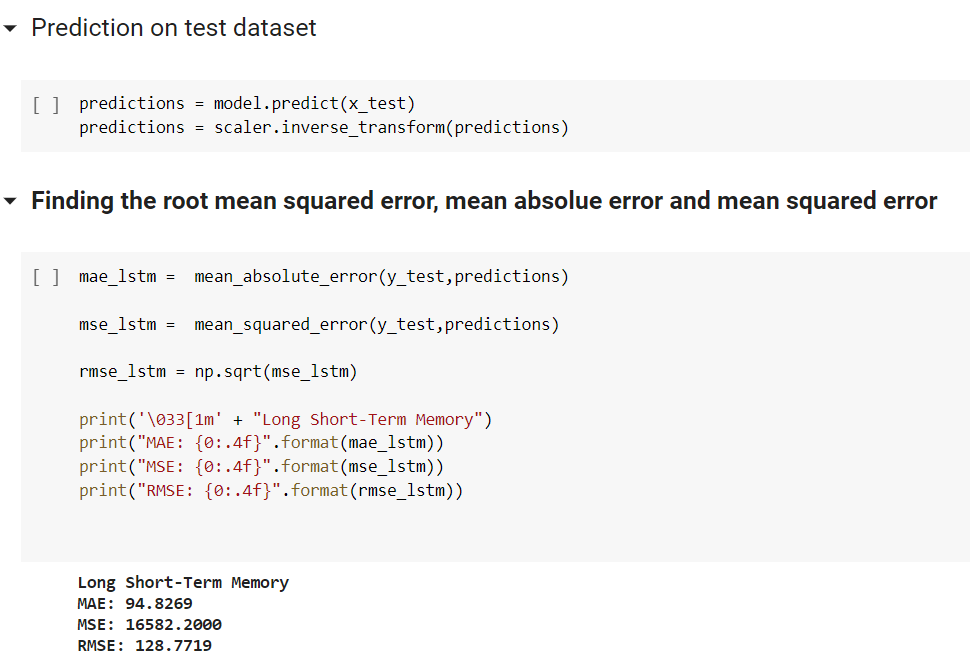 Prediction on test dataset
[ ] predictions = model.predict(x_test)
predictions = scaler.inverse_transform(predictions)
Finding the root mean squared error, mean absolue error and mean squared error
[ ] mae_lstm =  mean_absolute_error(y_test,predictions)
mse_lstm =  mean_squared_error(y_test,predictions)
rmse_lstm = np.sqrt(mse_lstm)
print('\033[1m' + "Long Short-Term Memory")
print("MAE: {0:.4f}".format(mae_lstm))
print("MSE: {0:.4f}".format(mse_lstm))
print("RMSE: {0:.4f}".format(rmse_lstm))
Long Short-Term Memory
MAE: 94.8269
MSE: 16582.2000
RMSE: 128.7719